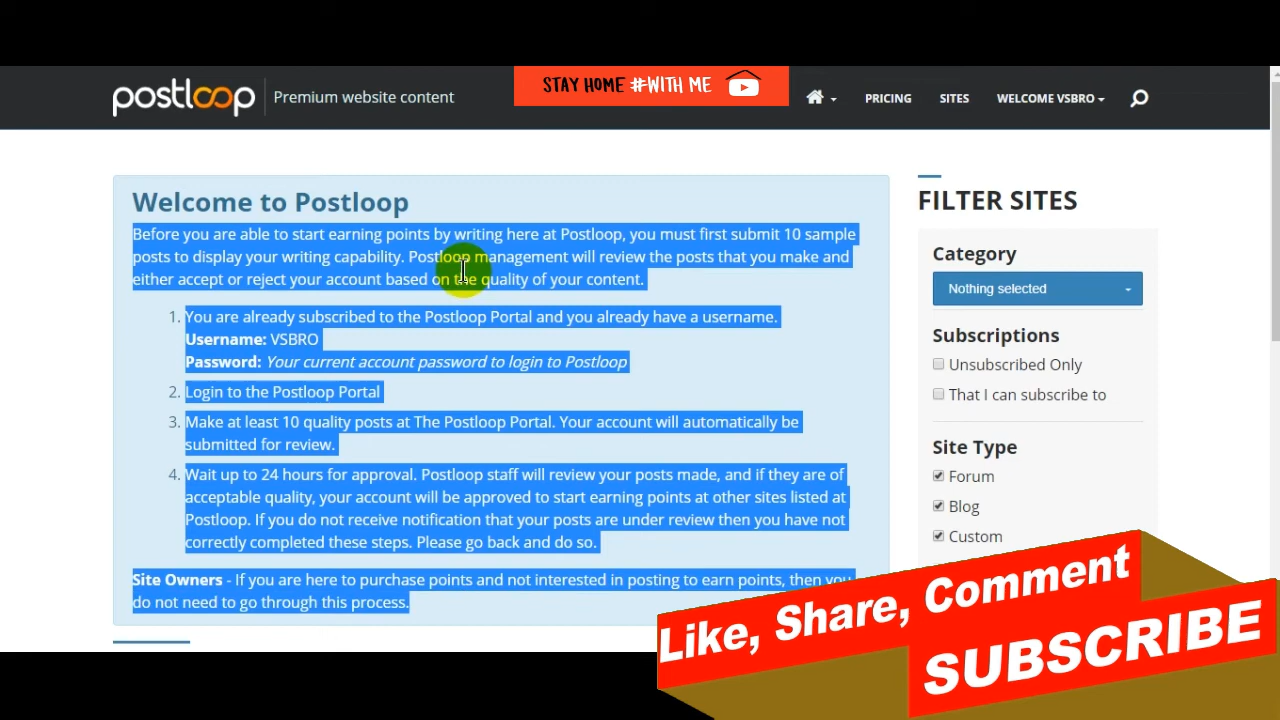 postloop
Premium website content
STAY HOME #WITH ME
PRICING
SITES
WELCOME VSBRO
Welcome to Postloop
Before you are able to start earning points by writing here at Postloop, you must first submit 10 sample
posts to display your writing capability. Postloop management will review the posts that you make and
either accept or reject your account based on the quality of your content.
1. You are already subscribed to the Postloop Portal and you already have a username.
Username: VSBRO
Password: Your current account password to login to Postloop
2. Login to the Postloop Portal
3. Make at least 10 quality posts at The Postloop Portal. Your account will automatically be
submitted for review.
4. Wait up to 24 hours for approval. Postloop staff will review your posts made, and if they are of
acceptable quality, your account will be approved to start earning points at other sites listed at
Postloop. If you do not receive notification that your posts are under review then you have not
correctly completed these steps. Please go back and do so.
Site Owners - If you are here to purchase points and not interested in posting to earn points, then you
do not need to go through this process.
FILTER SITES
Category
Nothing selected
Subscriptions
Unsubscribed Only
That I can subscribe to
Site Type
Forum
Blog
Custom
Like, Share, Comment
SUBSCRIBE